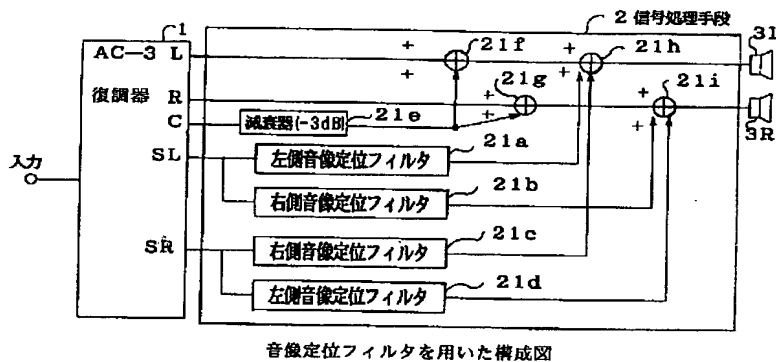 2 信号処理手段
1
AC-3 L
復調器
R
C
SL
SR
入力
減衰器(-3dB)
21e
左側音像定位フィルタ
21a
右側音像定位フィルタ
21b
右側音像定位フィルタ
21c
左側音像定位フィルタ
21d
+
+
21f
+
+
21g
+
+
21h
+
+
21i
3l
3R
音像定位フィルタを用いた構成図